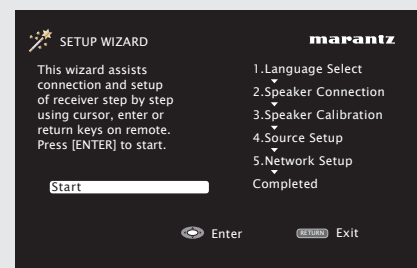 SETUP WIZARD
marantz
This wizard assists
connection and setup
of receiver step by step
using cursor, enter or
return keys on remote.
Press [ENTER] to start.
Start
1.Language Select
2.Speaker Connection
3.Speaker Calibration
4.Source Setup
5.Network Setup
Completed
Enter
RETURN Exit